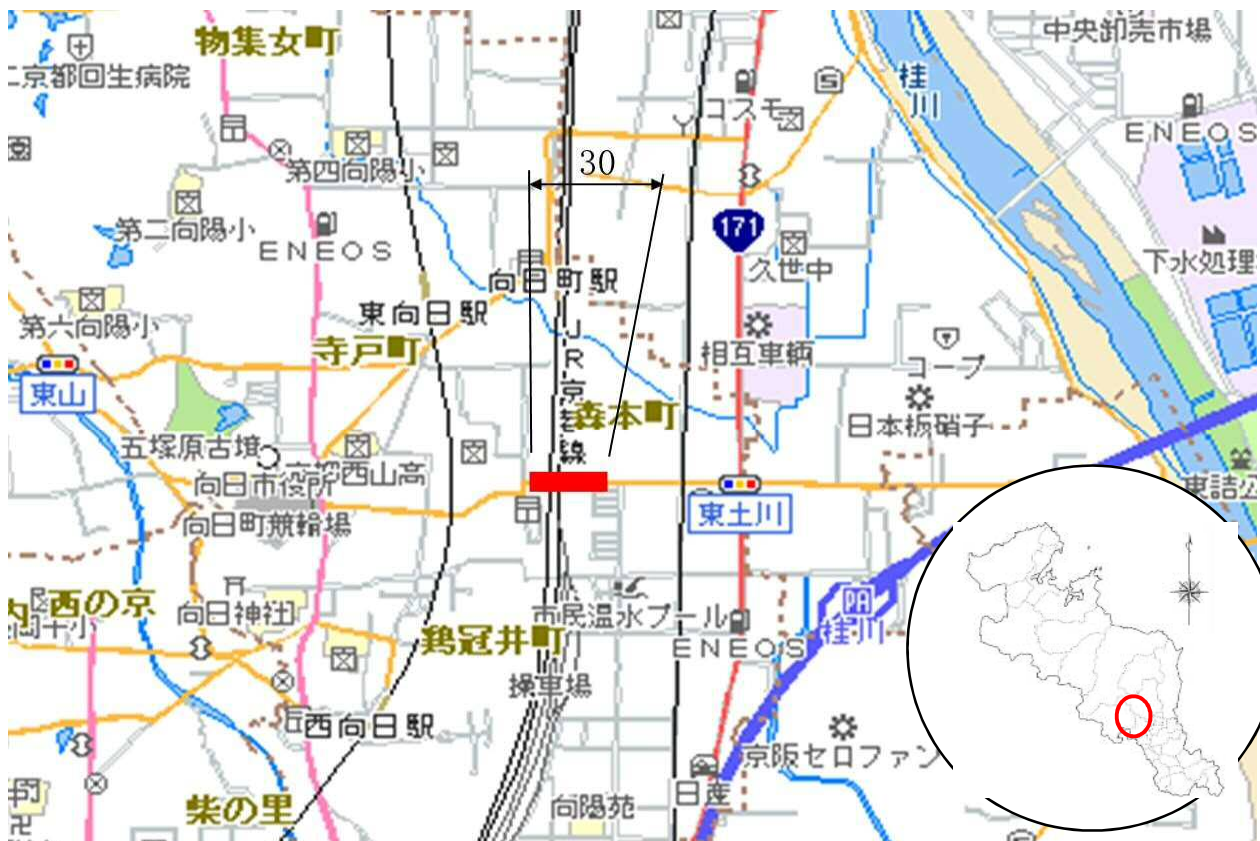 物集女町
京都回生病院
中央卸売市場
桂川
コスモ
ENEOS
30
第四向陽小
171
第二向陽小
ENEOS
久世中
下水処理
向日町駅
東向日駅
第六向陽小
寺戸町
JR京都線
相互車輌
コープ
東山
森本町
日本板硝子
五塚原古墳
西山高
向日市役所
東土川
向日町競輪場
PA
桂川
西の京
向日神社
市民温水プール
鶏冠井町
ENEOS
操車場
西向日駅
京阪セロファン
日産
向陽苑
柴の里